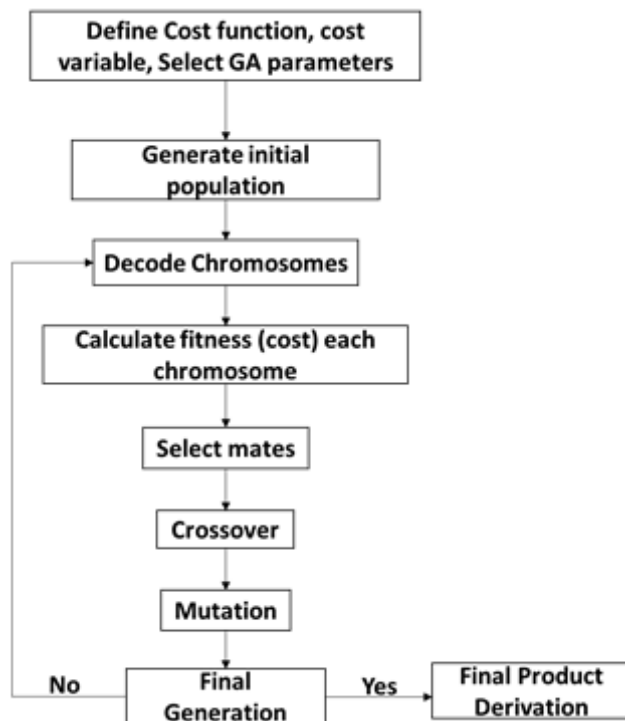 Define Cost function, cost
variable, Select GA parameters
Generate initial
population
Decode Chromosomes
Calculate fitness (cost) each
chromosome
Select mates
Crossover
Mutation
No
Final
Generation
Yes
Final Product
Derivation